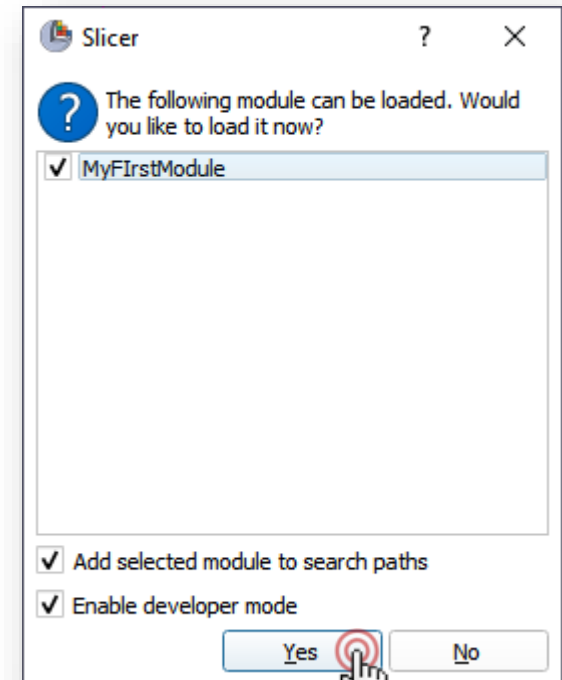 Slicer
?
The following module can be loaded. Would
you like to load it now?
MyFIrstModule
Add selected module to search paths
Enable developer mode
Yes No